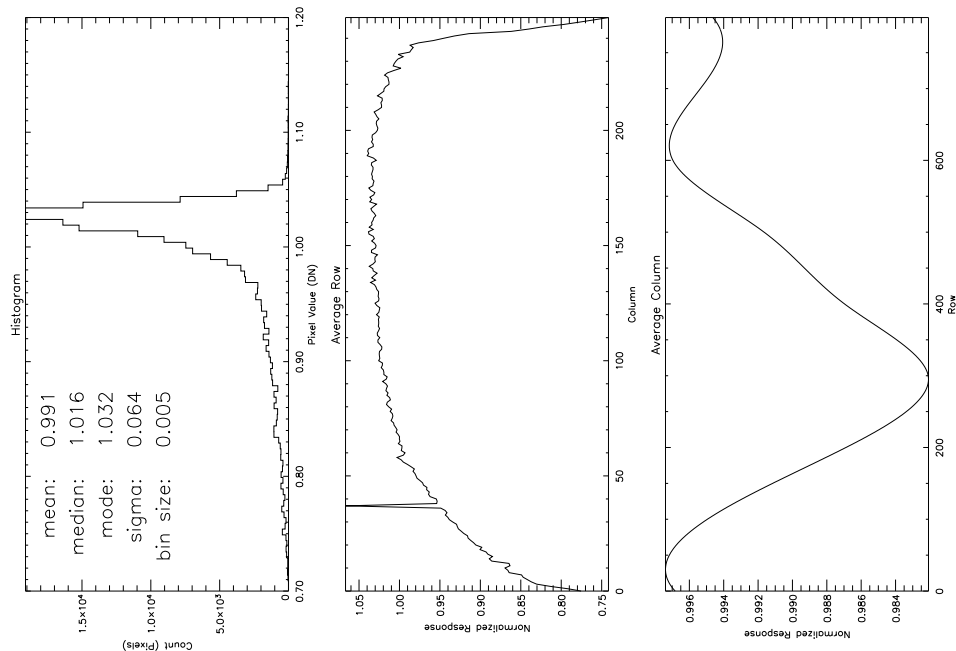 Histogram
Count (Pixels)
1.5×10⁴
1.0×10⁴
5.0×10³
0
mean: 0.991
median: 1.016
mode: 1.032
sigma: 0.064
bin size: 0.005
0.70 0.80 0.90 1.00 1.10 1.20
Pixel Value (DN)
Average Row
Normalized Response
1.05
1.00
0.95
0.90
0.85
0.80
0.75
0 50 100 150 200
Column
Average Column
Normalized Response
0.996
0.994
0.992
0.990
0.988
0.986
0.984
0 200 400 600
Row